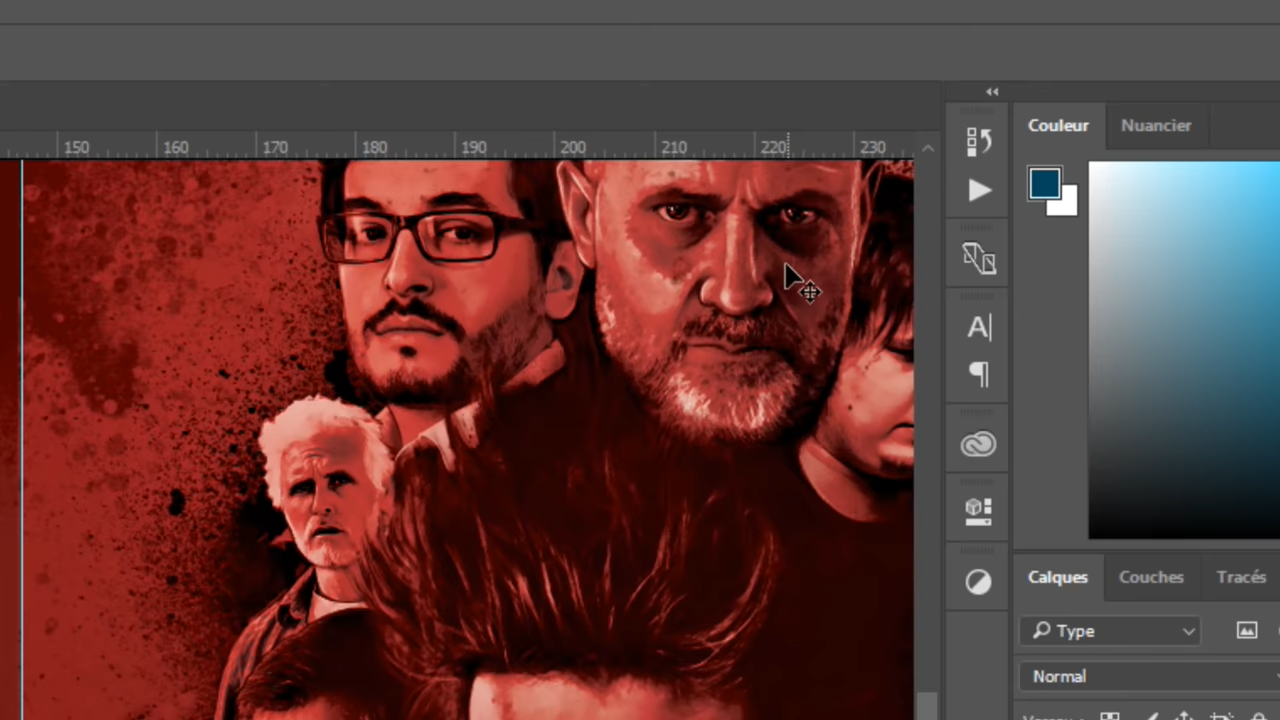 Couleur
Nuancier
150 160 170 180 190 200 210 220 230
A
Calques
Couches
Tracés
Type
Normal